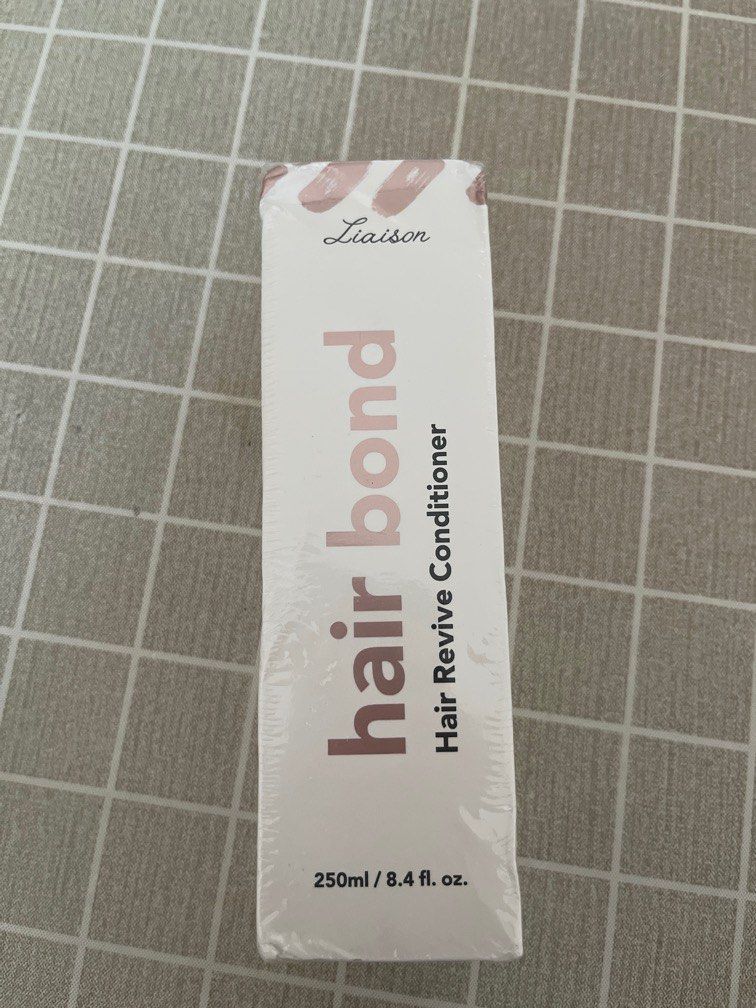 Liaison
hair bond
Hair Revive Conditioner
250ml / 8.4 fl. oz.